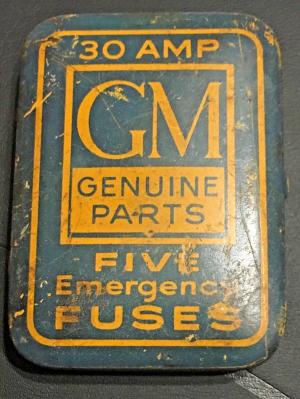 30 AMP
GM
GENUINE
PARTS
FIVE
Emergency
FUSES